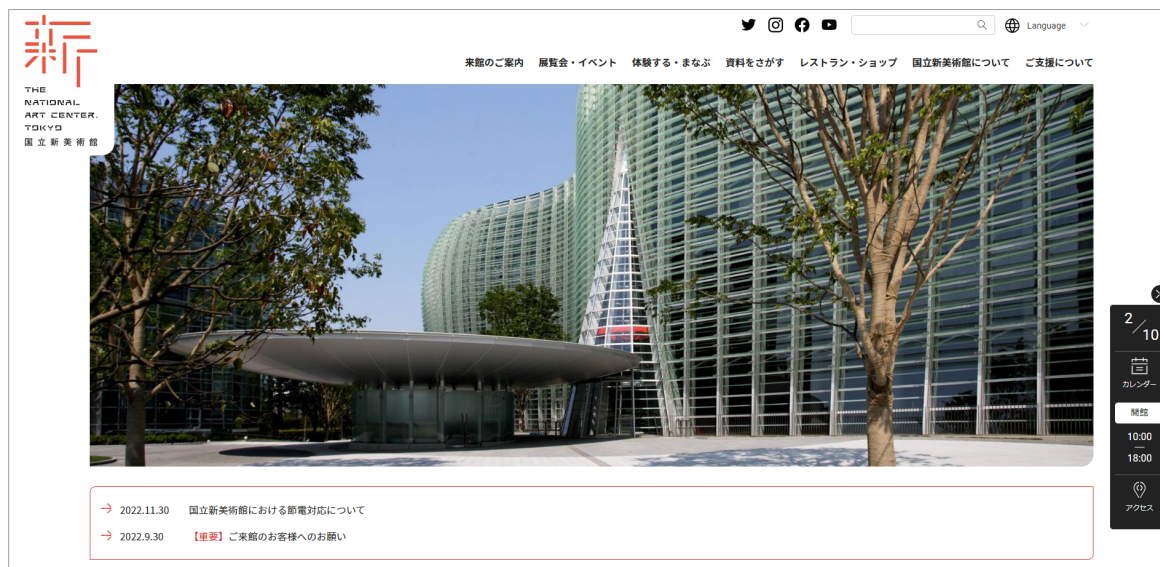 新
THE
NATIONAL
ART CENTER,
TOKYO
国立新美術館
Language
来館のご案内 展覧会・イベント 体験する・まなぶ 資料をさがす レストラン・ショップ 国立新美術館について ご支援について
2/10
カレンダー
開館
10:00
18:00
アクセス
2022.11.30 国立新美術館における節電対応について
2022.9.30 【重要】ご来館のお客様へのお願い